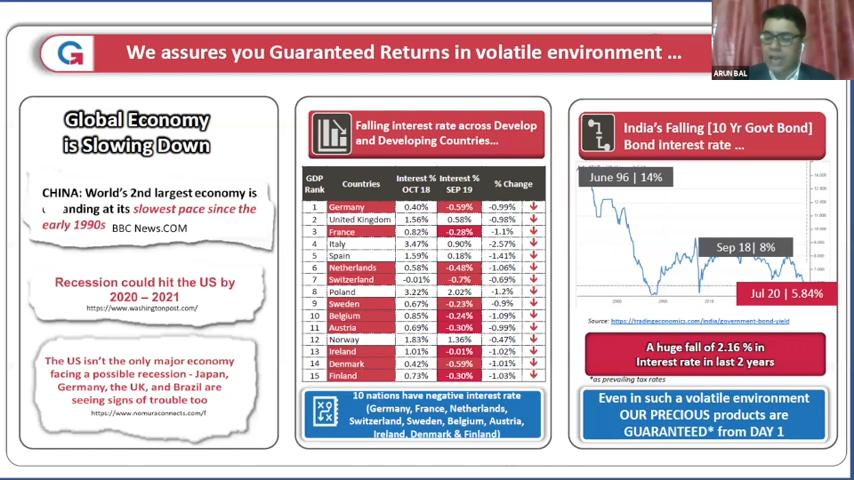 We assures you Guaranteed Returns in volatile environment ...
ARUN BAL
Global Economy
is Slowing Down
CHINA: World's 2nd largest economy is
anding at its slowest pace since the
early 1990s BBC News.COM
Recession could hit the US by
2020 – 2021
https://www.washingtonpost.com/
The US isn't the only major economy
facing a possible recession - Japan,
Germany, the UK, and Brazil are
seeing signs of trouble too
https://www.nomuraconnects.com/f
Falling interest rate across Develop
and Developing Countries...
GDP Rank Countries Interest % OCT 18 Interest % SEP 19 % Change
1 Germany 0.40% -0.59% -0.99%
2 United Kingdom 1.56% 0.58% -0.98%
3 France 0.82% -0.28% -1.1%
4 Italy 3.47% 0.90% -2.57%
5 Spain 1.59% 0.18% -1.41%
6 Netherlands 0.58% -0.48% -1.06%
7 Switzerland -0.01% -0.7% -0.69%
8 Poland 3.22% 2.02% -1.2%
9 Sweden 0.67% -0.23% -0.9%
10 Belgium 0.85% -0.24% -1.09%
11 Austria 0.69% -0.30% -0.99%
12 Norway 1.83% 1.36% -0.47%
13 Ireland 1.01% -0.01% -1.02%
14 Denmark 0.42% -0.59% -1.01%
15 Finland 0.73% -0.30% -1.03%
10 nations have negative interest rate
(Germany, France, Netherlands,
Switzerland, Sweden, Belgium, Austria,
Ireland, Denmark & Finland)
India's Falling [10 Yr Govt Bond]
Bond interest rate ...
June 96 | 14%
Sep 18| 8%
Jul 20 | 5.84%
Source: https://tradingeconomics.com/india/government-bond-yield
A huge fall of 2.16 % in
Interest rate in last 2 years
*as prevailing tax rates
Even in such a volatile environment
OUR PRECIOUS products are
GUARANTEED* from DAY 1